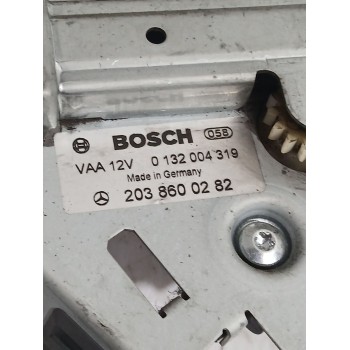 BOSCH 058
VAA 12V 0 132 004 319
Made in Germany
203 860 02 82